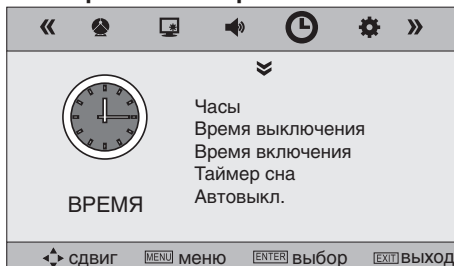 Часы
Время выключения
Время включения
Таймер сна
Автовыкл.
ВРЕМЯ
сдвиг MENU меню ENTER выбор EXIT выход